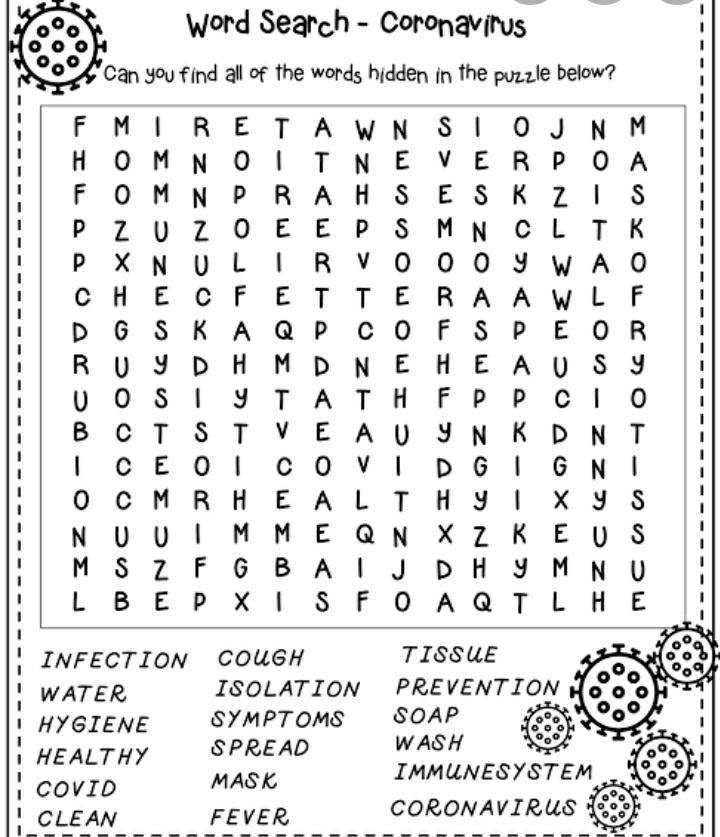 Word Search - Coronavirus
Can you find all of the words hidden in the puzzle below?
F M I R E T A W N S I O J N M
H O M N O I T N E V E R P O A
F O M N P R A H S E S K Z I S
P Z U Z O E E P S M N C L T K
P X N U L I R V O O O Y W A O
C H E C F E T T E R A A W L F
D G S K A Q P C O F S P E O R
R U Y D H M D N E H E A U S Y
U O S I Y T A T H F P P C I O
B C T S T V E A U Y N K D N T
I C E O I C O V I D G I G N I
O C M R H E A L T H Y I X Y S
N U U I M M E Q N X Z K E U S
M S Z F G B A I J D H Y M N U
L B E P X I S F O A Q T L H E
INFECTION COUGH TISSUE
WATER ISOLATION PREVENTION
HYGIENE SYMPTOMS SOAP
HEALTHY SPREAD WASH
COVID MASK IMMUNESYSTEM
CLEAN FEVER CORONAVIRUS